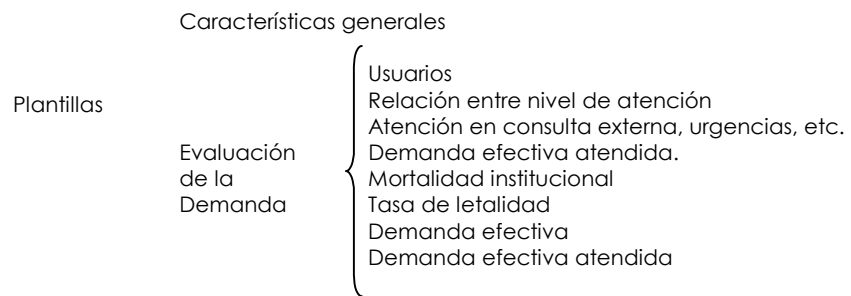 Características generales
Plantillas
Evaluación
de la
Demanda
Usuarios
Relación entre nivel de atención
Atención en consulta externa, urgencias, etc.
Demanda efectiva atendida.
Mortalidad institucional
Tasa de letalidad
Demanda efectiva
Demanda efectiva atendida